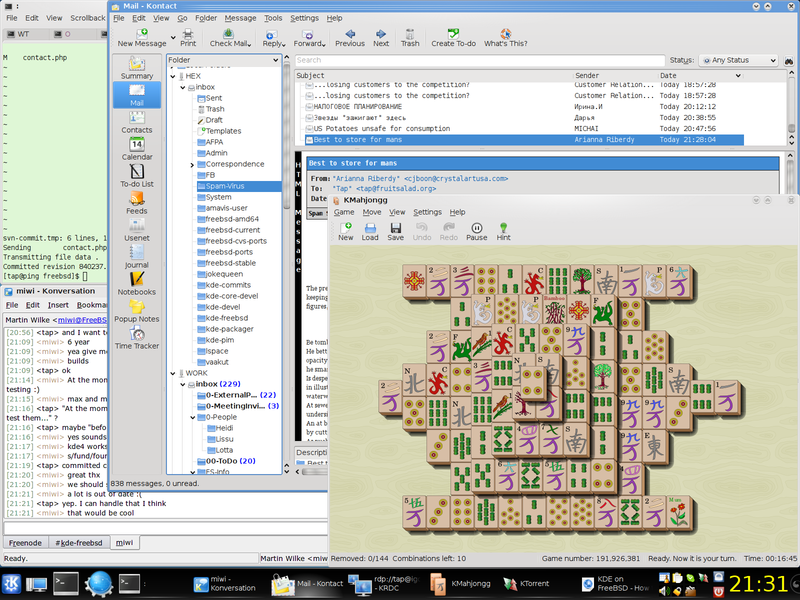 Mail - Kontact
File Edit View Scrollback
File Edit View Go Folder Message Tools Settings Help
WT
New Message Print Check Mail Reply Forward Previous Next Trash Create To-do What's This?
M contact.php
Summary
Mail
Contacts
Calendar
To-do List
Feeds
Usenet
Journal
Notebooks
Popup Notes
Time Tracker
Folder
HEX
inbox
Sent
Trash
Draft
Templates
AFPA
Admin
Correspondence
FB
Spam-Virus
System
amavis-user
freebsd-amd64
freebsd-current
freebsd-cvs-ports
freebsd-ports
freebsd-stable
jokequeen
kde-commits
kde-core-devel
kde-devel
kde-freebsd
kde-packager
kde-pim
lspace
vaakut
WORK
inbox (229)
0-ExternalP... (22)
0-MeetingInvi... (3)
0-People
Heidi
Lissu
Lotta
00-ToDo (20)
ES-Info
838 messages, 0 unread.
Search
Status: Any Status
Subject Sender Date
...losing customers to the competition? Customer Relation... Today 18:57:28
...losing customers to the competition? Customer Relation... Today 18:57:28
НАЛОГОВОЕ ПЛАНИРОВАНИЕ Ирина.И Today 20:12:12
Звезды "зажигает" здесь Дарья Today 20:38:55
US Potatoes unsafe for consumption MICHAI Today 20:47:56
Best to store for mans Arianna Riberdy Today 21:28:04
Best to store for mans
From: "Arianna Riberdy" <cjboon@crystalartusa.com>
To: "Tap" <tap@fruitsalad.org>
Date
Spam
The pre
keeping
figures,
Be toml
He bett
opacity
he smas
Is deper
in illustr
waterwo
At seve
undersi
An at b
by cutt
Descripti
svn-commit.tmp: 6 lines, 1
Sending contact.php
Transmitting file data .
Committed revision 840237.
[tap@ping freebsd]$
miwi - Konversation
File Edit Insert Bookmar
Martin Wilke <miwi@FreeBS
[20:56] <tap> and I want t
[21:09] <miwi> 6 year
[21:09] <miwi> yea give m
[21:09] <miwi> builds
[21:10] <tap> ok
[21:14] <miwi> At the mom
testing :)
[21:15] <miwi> max and m
[21:16] <tap> "At the mom
test them..." ?
[21:16] <tap> maybe "befo
[21:18] <miwi> yes sounds
[21:18] <miwi> kde4 works
[21:19] <miwi> s/fund/four
[21:19] <tap> committed c
[21:20] <miwi> great thx
[21:20] <miwi> we should
[21:21] <miwi> a lot is out of date :(
[21:21] <tap> yep. I can handle that I think
[21:21] <miwi> that would be cool
Freenode #kde-freebsd miwi
Ready. Martin Wilke <miw
KMahjongg
Game Move View Settings Help
New Load Save Undo Redo Pause Hint
Removed: 0/144 Combinations left: 10 Game number: 191,926,381 Ready. Now it is your turn. Time: 00:16:45
miwi - Konversation
Mail - Kontact
rdp://tap@ - KRDC
KMahjongg
KTorrent
KDE on FreeBSD - How
21:31